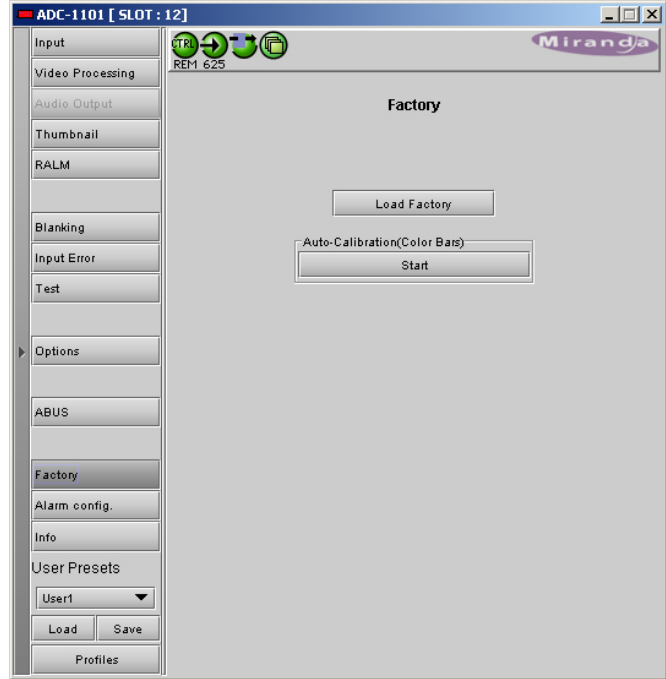 ADC-1101 [ SLOT : 12]
Input
Video Processing
Audio Output
Thumbnail
RALM
Blanking
Input Error
Test
Options
ABUS
Factory
Alarm config.
Info
User Presets
User1
Load Save
Profiles
CTRL
REM 625
Miranda
Factory
Load Factory
Auto-Calibration(Color Bars)
Start